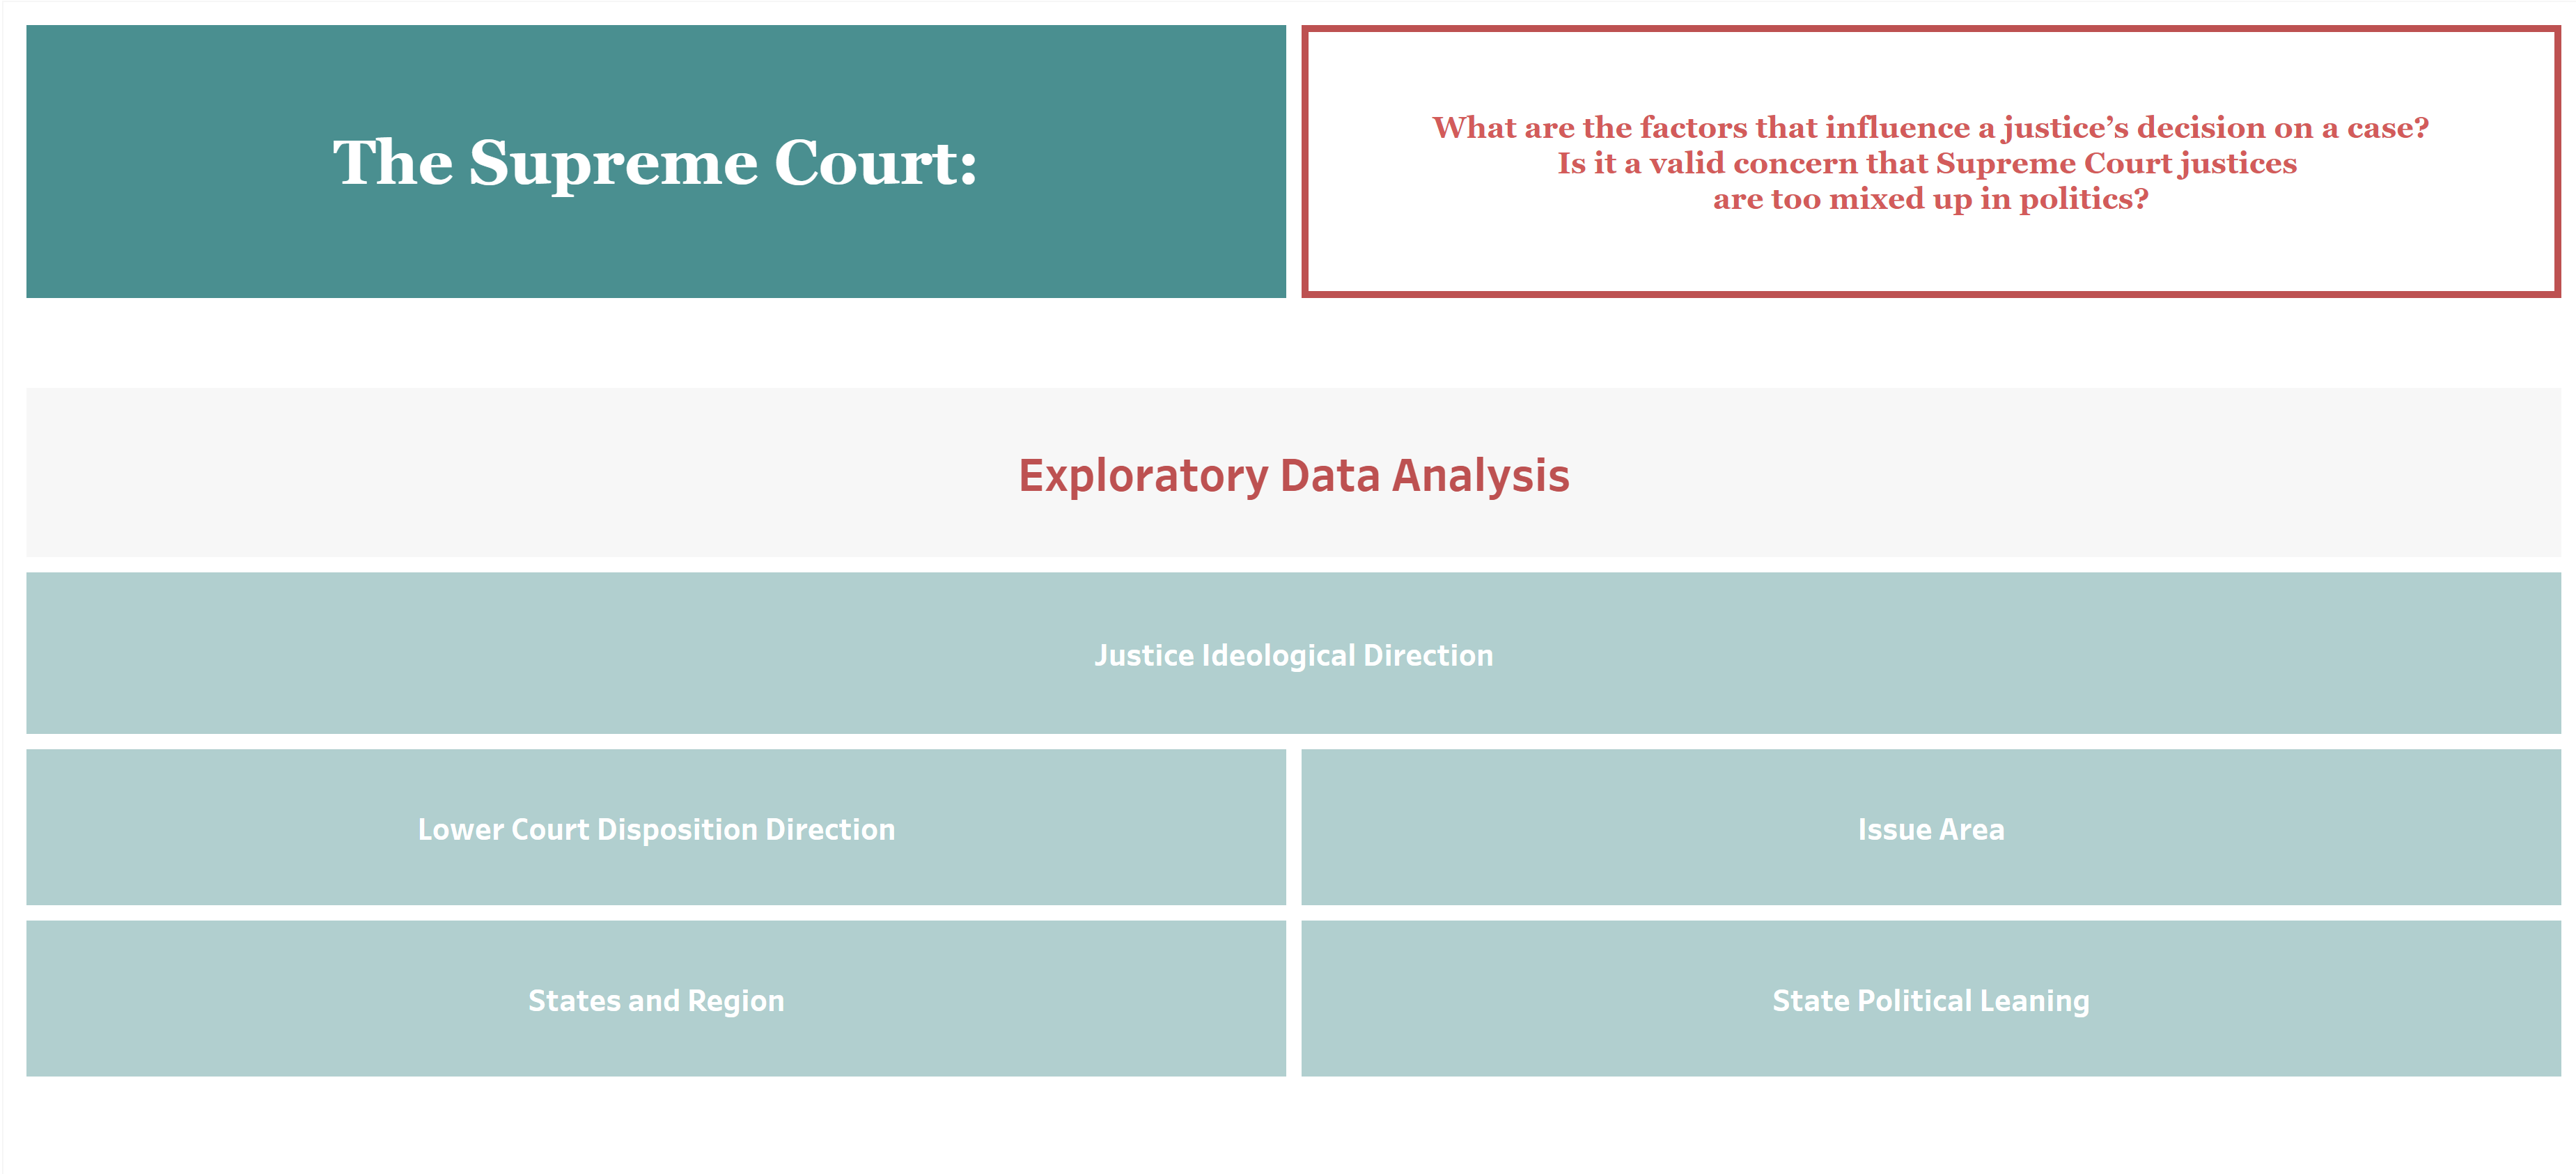 The Supreme Court:
What are the factors that influence a justice’s decision on a case?
Is it a valid concern that Supreme Court justices
are too mixed up in politics?
Exploratory Data Analysis
Justice Ideological Direction
Lower Court Disposition Direction
Issue Area
States and Region
State Political Leaning